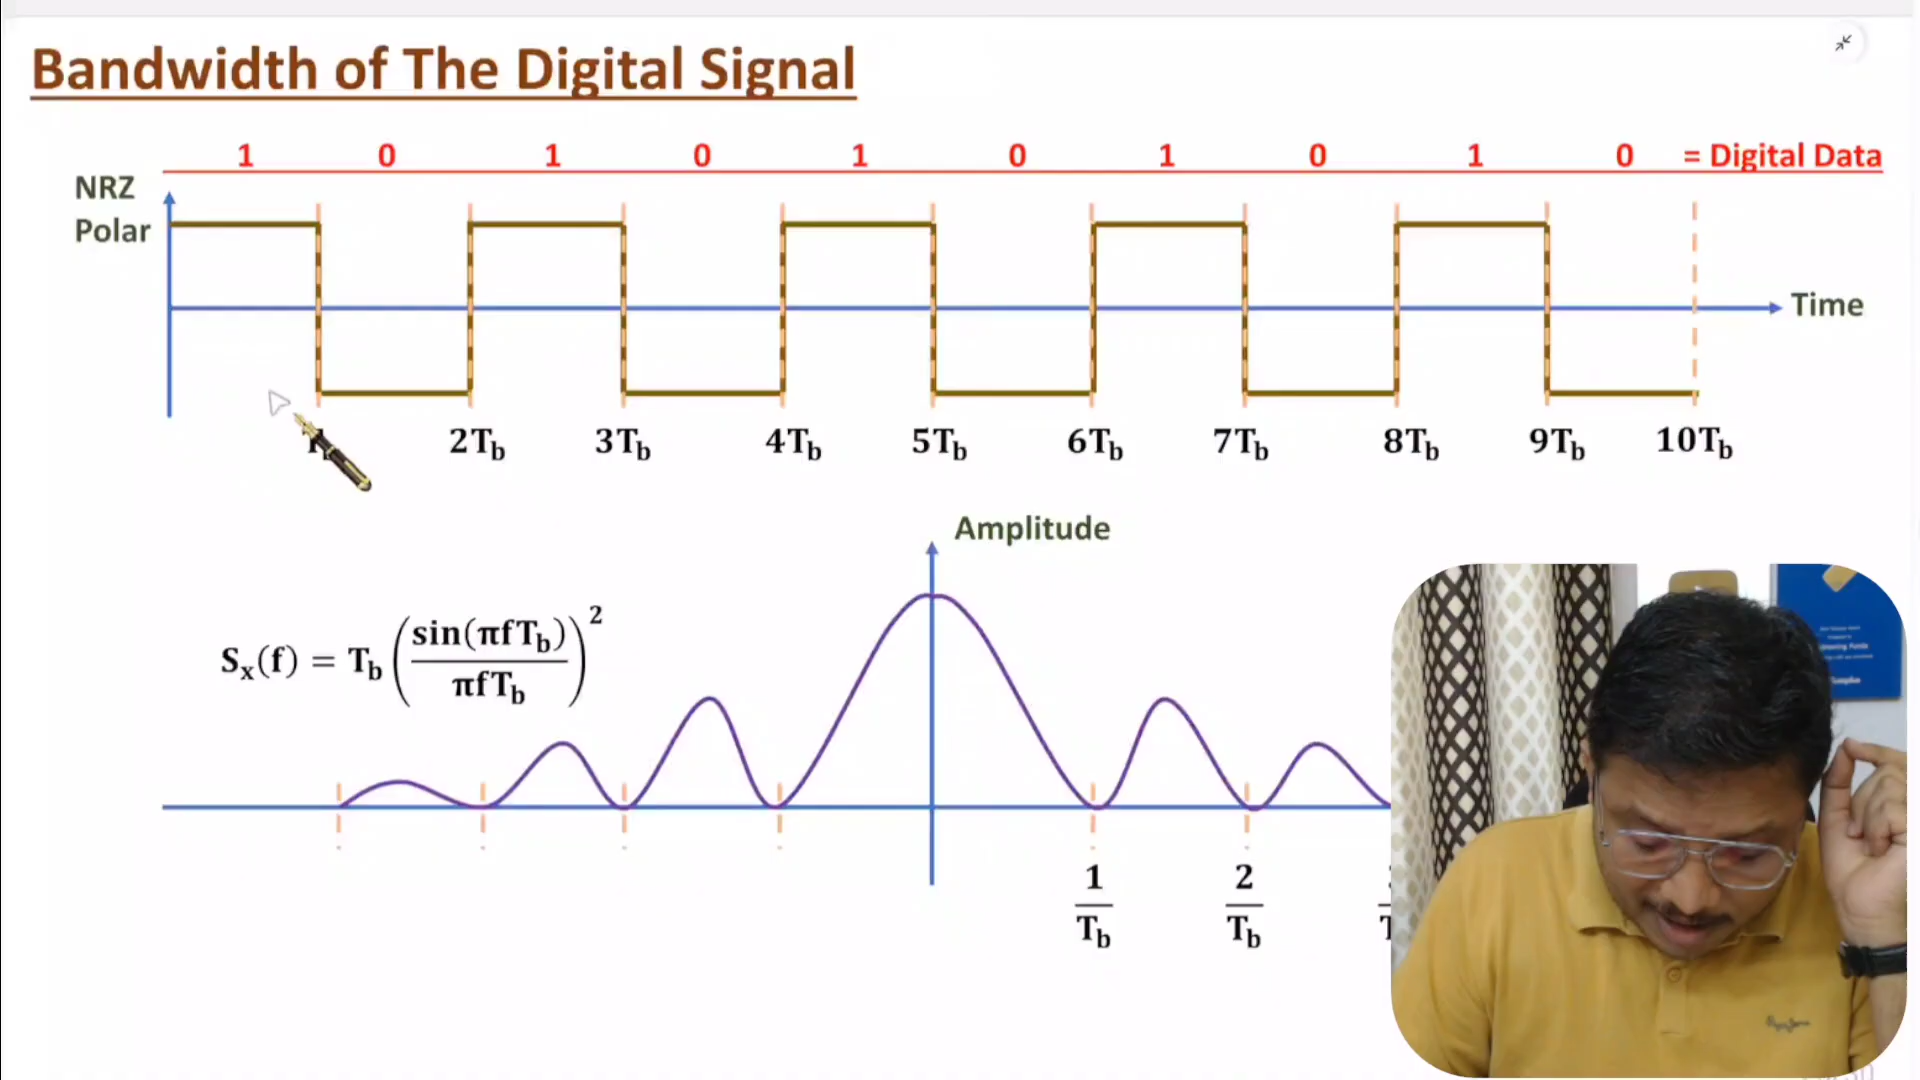 Bandwidth of The Digital Signal
1 0 1 0 1 0 1 0 1 0 = Digital Data
NRZ
Polar
Time
2Tb 3Tb 4Tb 5Tb 6Tb 7Tb 8Tb 9Tb 10Tb
Amplitude
Sx(f) = Tb (sin(πfTb) / πfTb)²
1/Tb 2/Tb